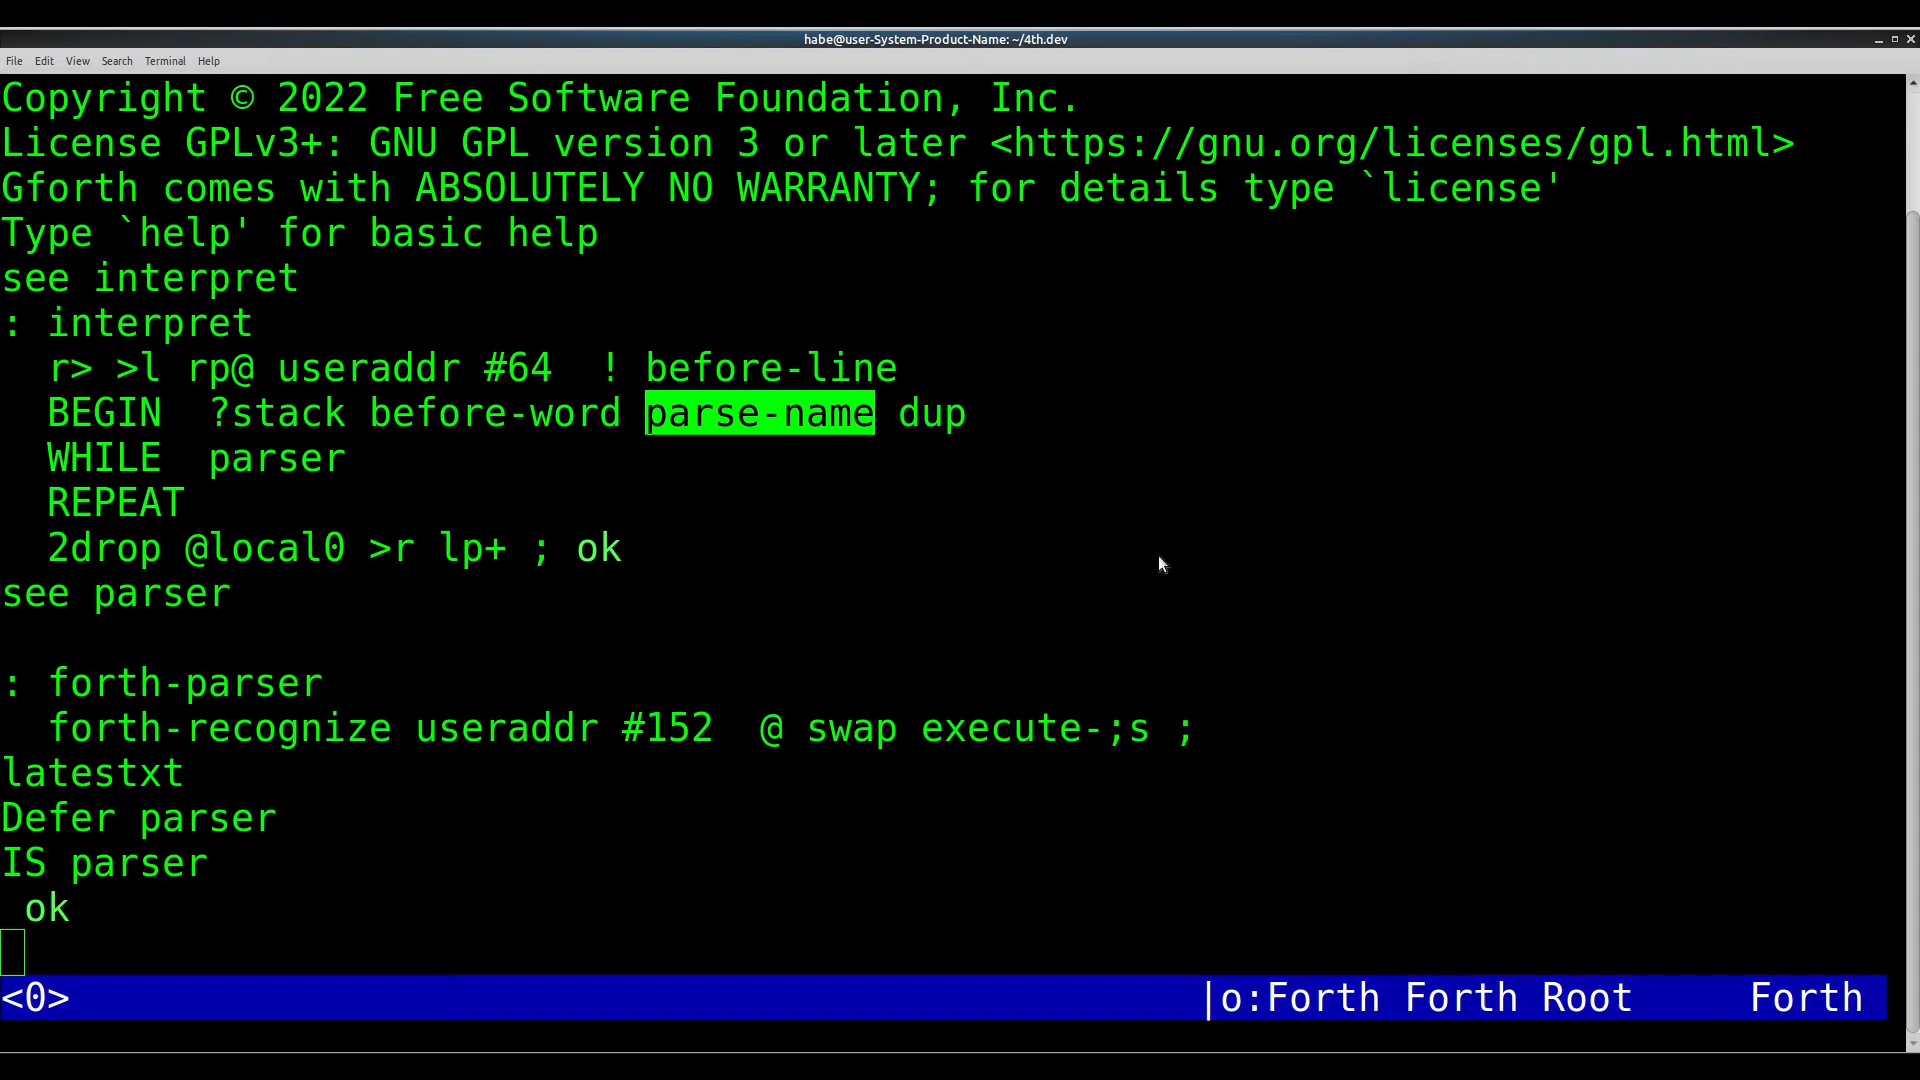 habe@user-System-Product-Name: ~/4th.dev
File Edit View Search Terminal Help
Copyright © 2022 Free Software Foundation, Inc.
License GPLv3+: GNU GPL version 3 or later <https://gnu.org/licenses/gpl.html>
Gforth comes with ABSOLUTELY NO WARRANTY; for details type `license'
Type `help' for basic help
see interpret
: interpret
  r> >l rp@ useraddr #64  ! before-line
  BEGIN  ?stack before-word parse-name dup
  WHILE  parser
  REPEAT
  2drop @local0 >r lp+ ; ok
see parser
: forth-parser
  forth-recognize useraddr #152  @ swap execute-;s ;
latestxt
Defer parser
IS parser
 ok
<0> |o:Forth Forth Root Forth